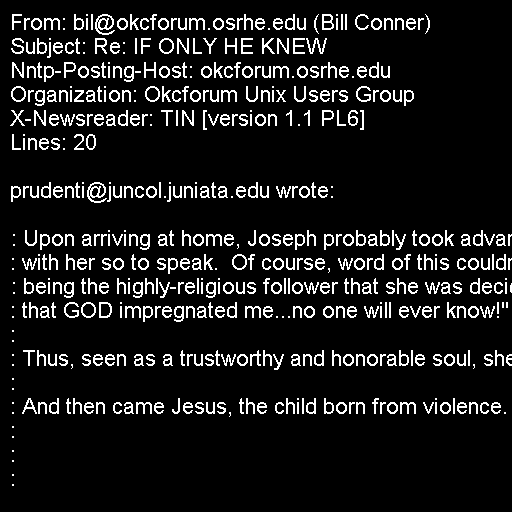 From: bil@okcforum.osrhe.edu (Bill Conner)
Subject: Re: IF ONLY HE KNEW
Nntp-Posting-Host: okcforum.osrhe.edu
Organization: Okcforum Unix Users Group
X-Newsreader: TIN [version 1.1 PL6]
Lines: 20

prudenti@juncol.juniata.edu wrote:

: Upon arriving at home, Joseph probably took
: with her so to speak.  Of course, word of this
: being the highly-religious follower that she was
: that GOD impregnated me...no one will ever know!"
:
: Thus, seen as a trustworthy and honorable soul,
:
: And then came Jesus, the child born from violence.
:
:
: